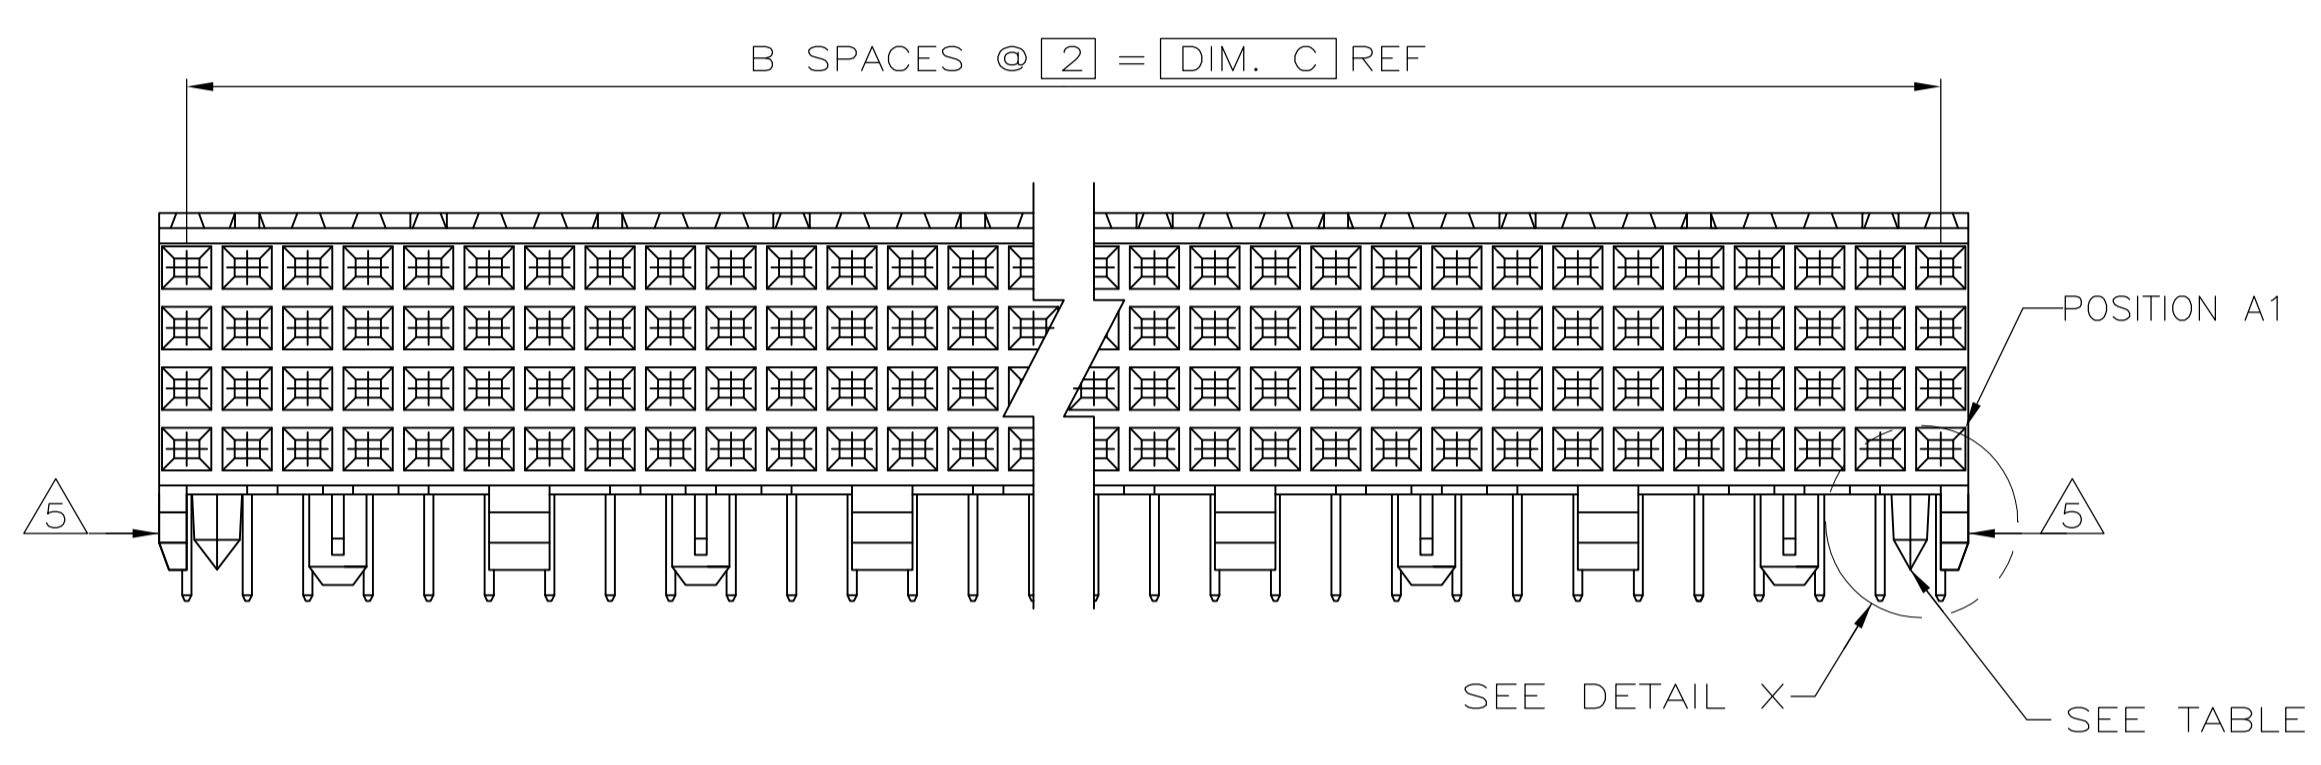 B SPACES @ 2 = DIM. C REF
POSITION A1
5
5
SEE DETAIL X
SEE TABLE